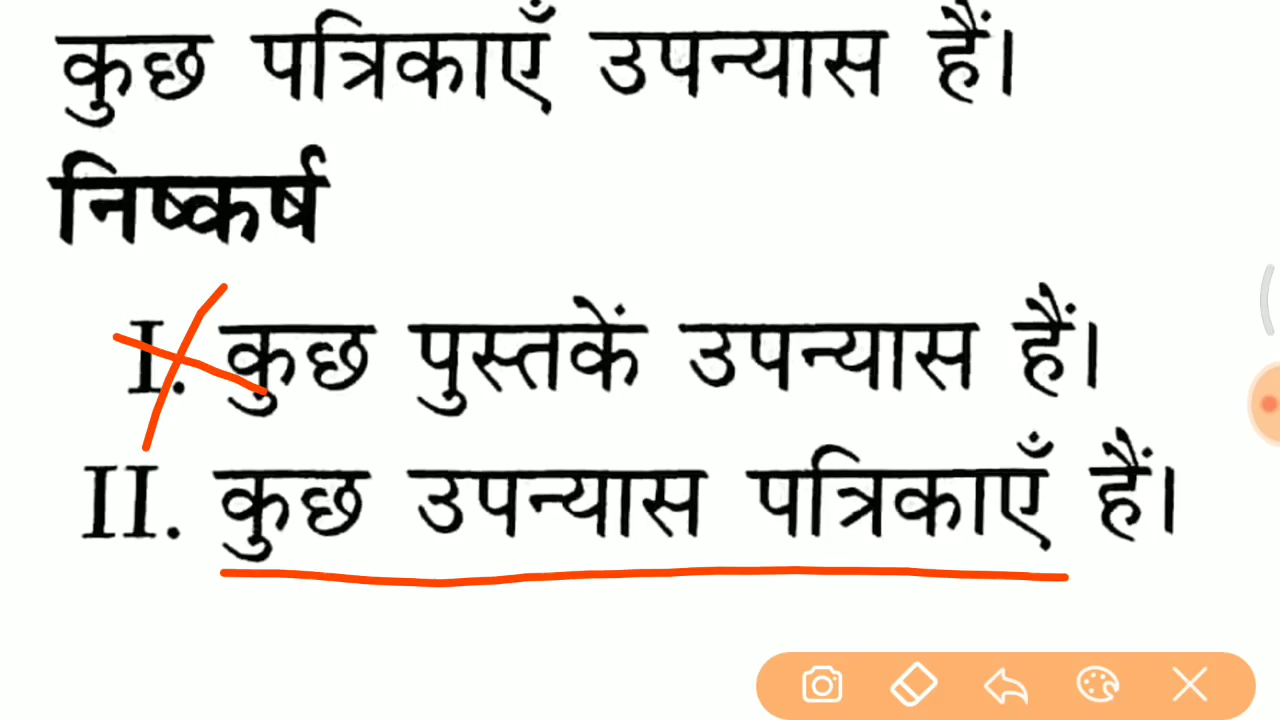 कुछ पत्रिकाएँ उपन्यास हैं।
निष्कर्ष
I. कुछ पुस्तकें उपन्यास हैं।
II. कुछ उपन्यास पत्रिकाएँ हैं।